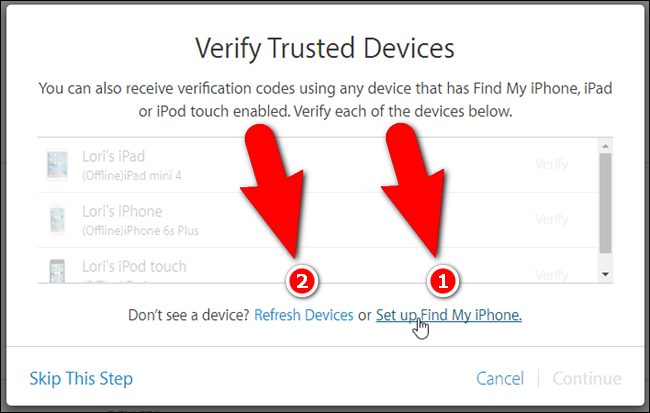 Verify Trusted Devices
You can also receive verification codes using any device that has Find My iPhone, iPad
or iPod touch enabled. Verify each of the devices below.
Lori's iPad
(Offline)iPad mini 4
Verify
Lori's iPhone
(Offline)iPhone 6s Plus
Verify
Lori's iPod touch
2
1
Don't see a device? Refresh Devices or Set up Find My iPhone.
Skip This Step
Cancel
Continue